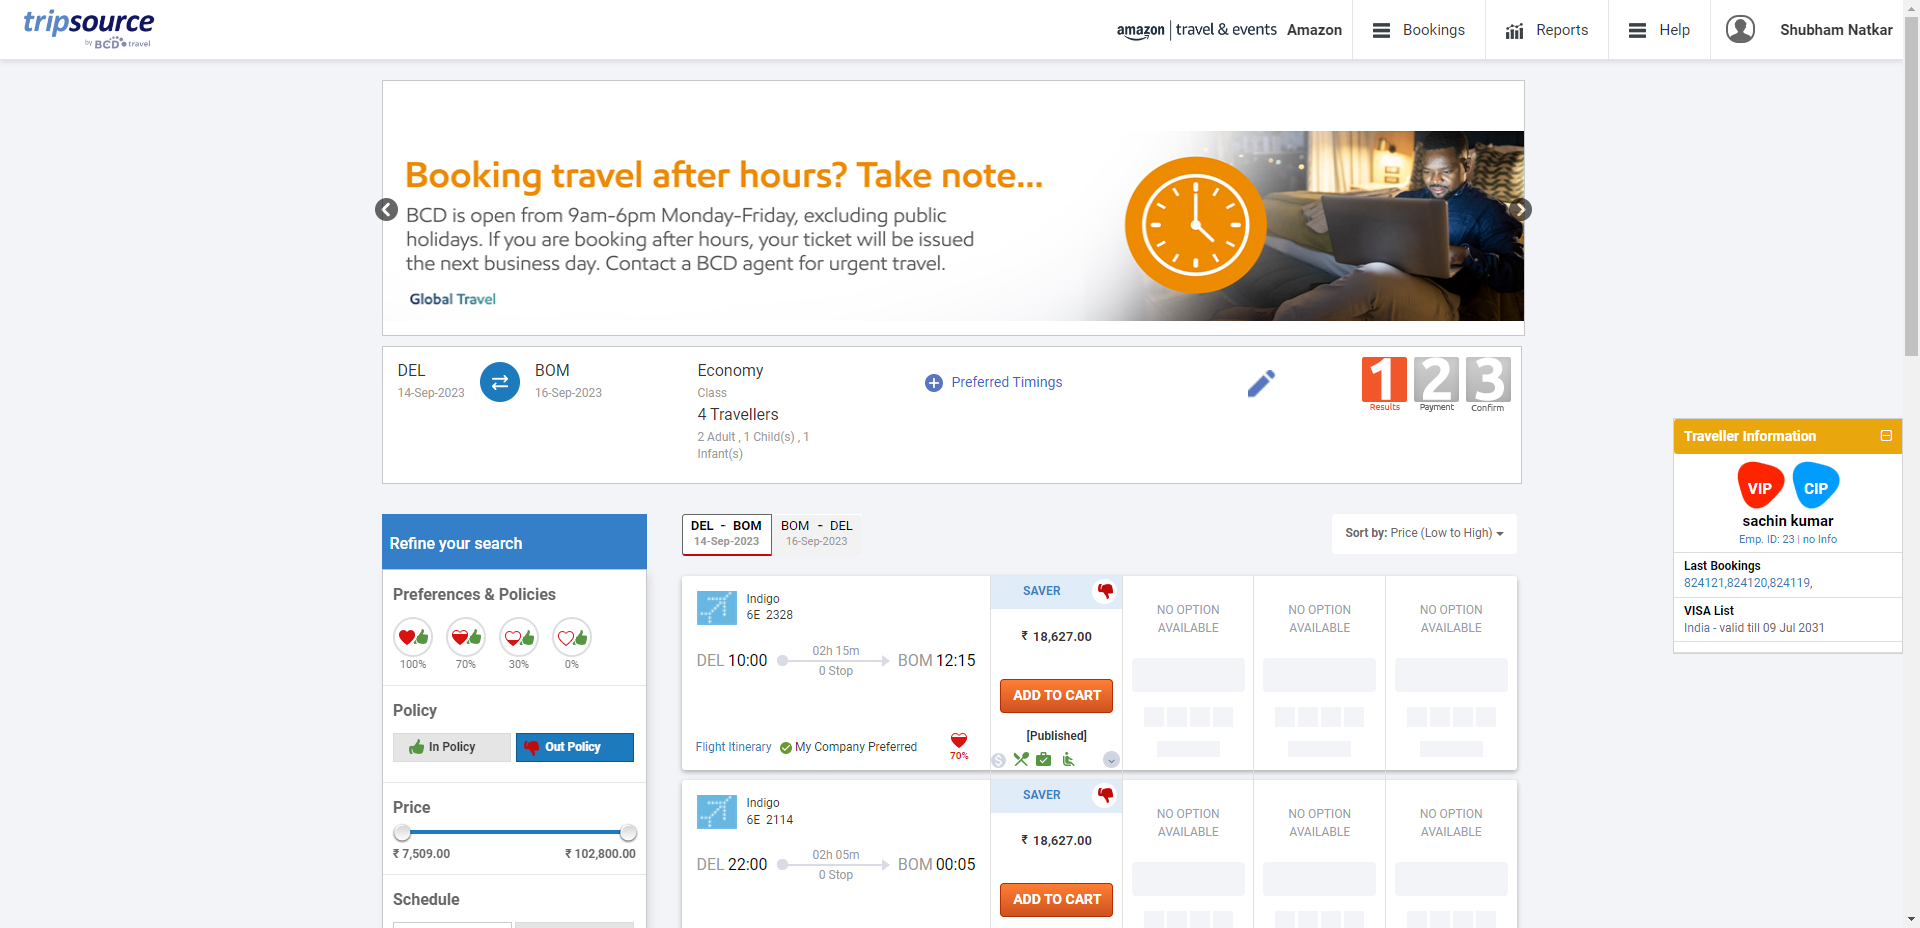 tripsource
by BCD travel
amazon | travel & events Amazon
Bookings
Reports
Help
Shubham Natkar
Booking travel after hours? Take note...
BCD is open from 9am-6pm Monday-Friday, excluding public
holidays. If you are booking after hours, your ticket will be issued
the next business day. Contact a BCD agent for urgent travel.
Global Travel
DEL
14-Sep-2023
BOM
16-Sep-2023
Economy
Class
4 Travellers
2 Adult , 1 Child(s) , 1
Infant(s)
Preferred Timings
1 2 3
Results Payment Confirm
Traveller Information
VIP CIP
sachin kumar
Emp. ID: 23 | no Info
Last Bookings
824121,824120,824119,
VISA List
India - valid till 09 Jul 2031
Refine your search
Preferences & Policies
100% 70% 30% 0%
Policy
In Policy Out Policy
Price
₹ 7,509.00 ₹ 102,800.00
Schedule
DEL - BOM
14-Sep-2023
BOM - DEL
16-Sep-2023
Sort by: Price (Low to High)
Indigo
6E 2328
DEL 10:00
02h 15m
0 Stop
BOM 12:15
Flight Itinerary
My Company Preferred
70%
SAVER
₹ 18,627.00
ADD TO CART
[Published]
NO OPTION
AVAILABLE
NO OPTION
AVAILABLE
NO OPTION
AVAILABLE
Indigo
6E 2114
DEL 22:00
02h 05m
0 Stop
BOM 00:05
SAVER
₹ 18,627.00
ADD TO CART
NO OPTION
AVAILABLE
NO OPTION
AVAILABLE
NO OPTION
AVAILABLE